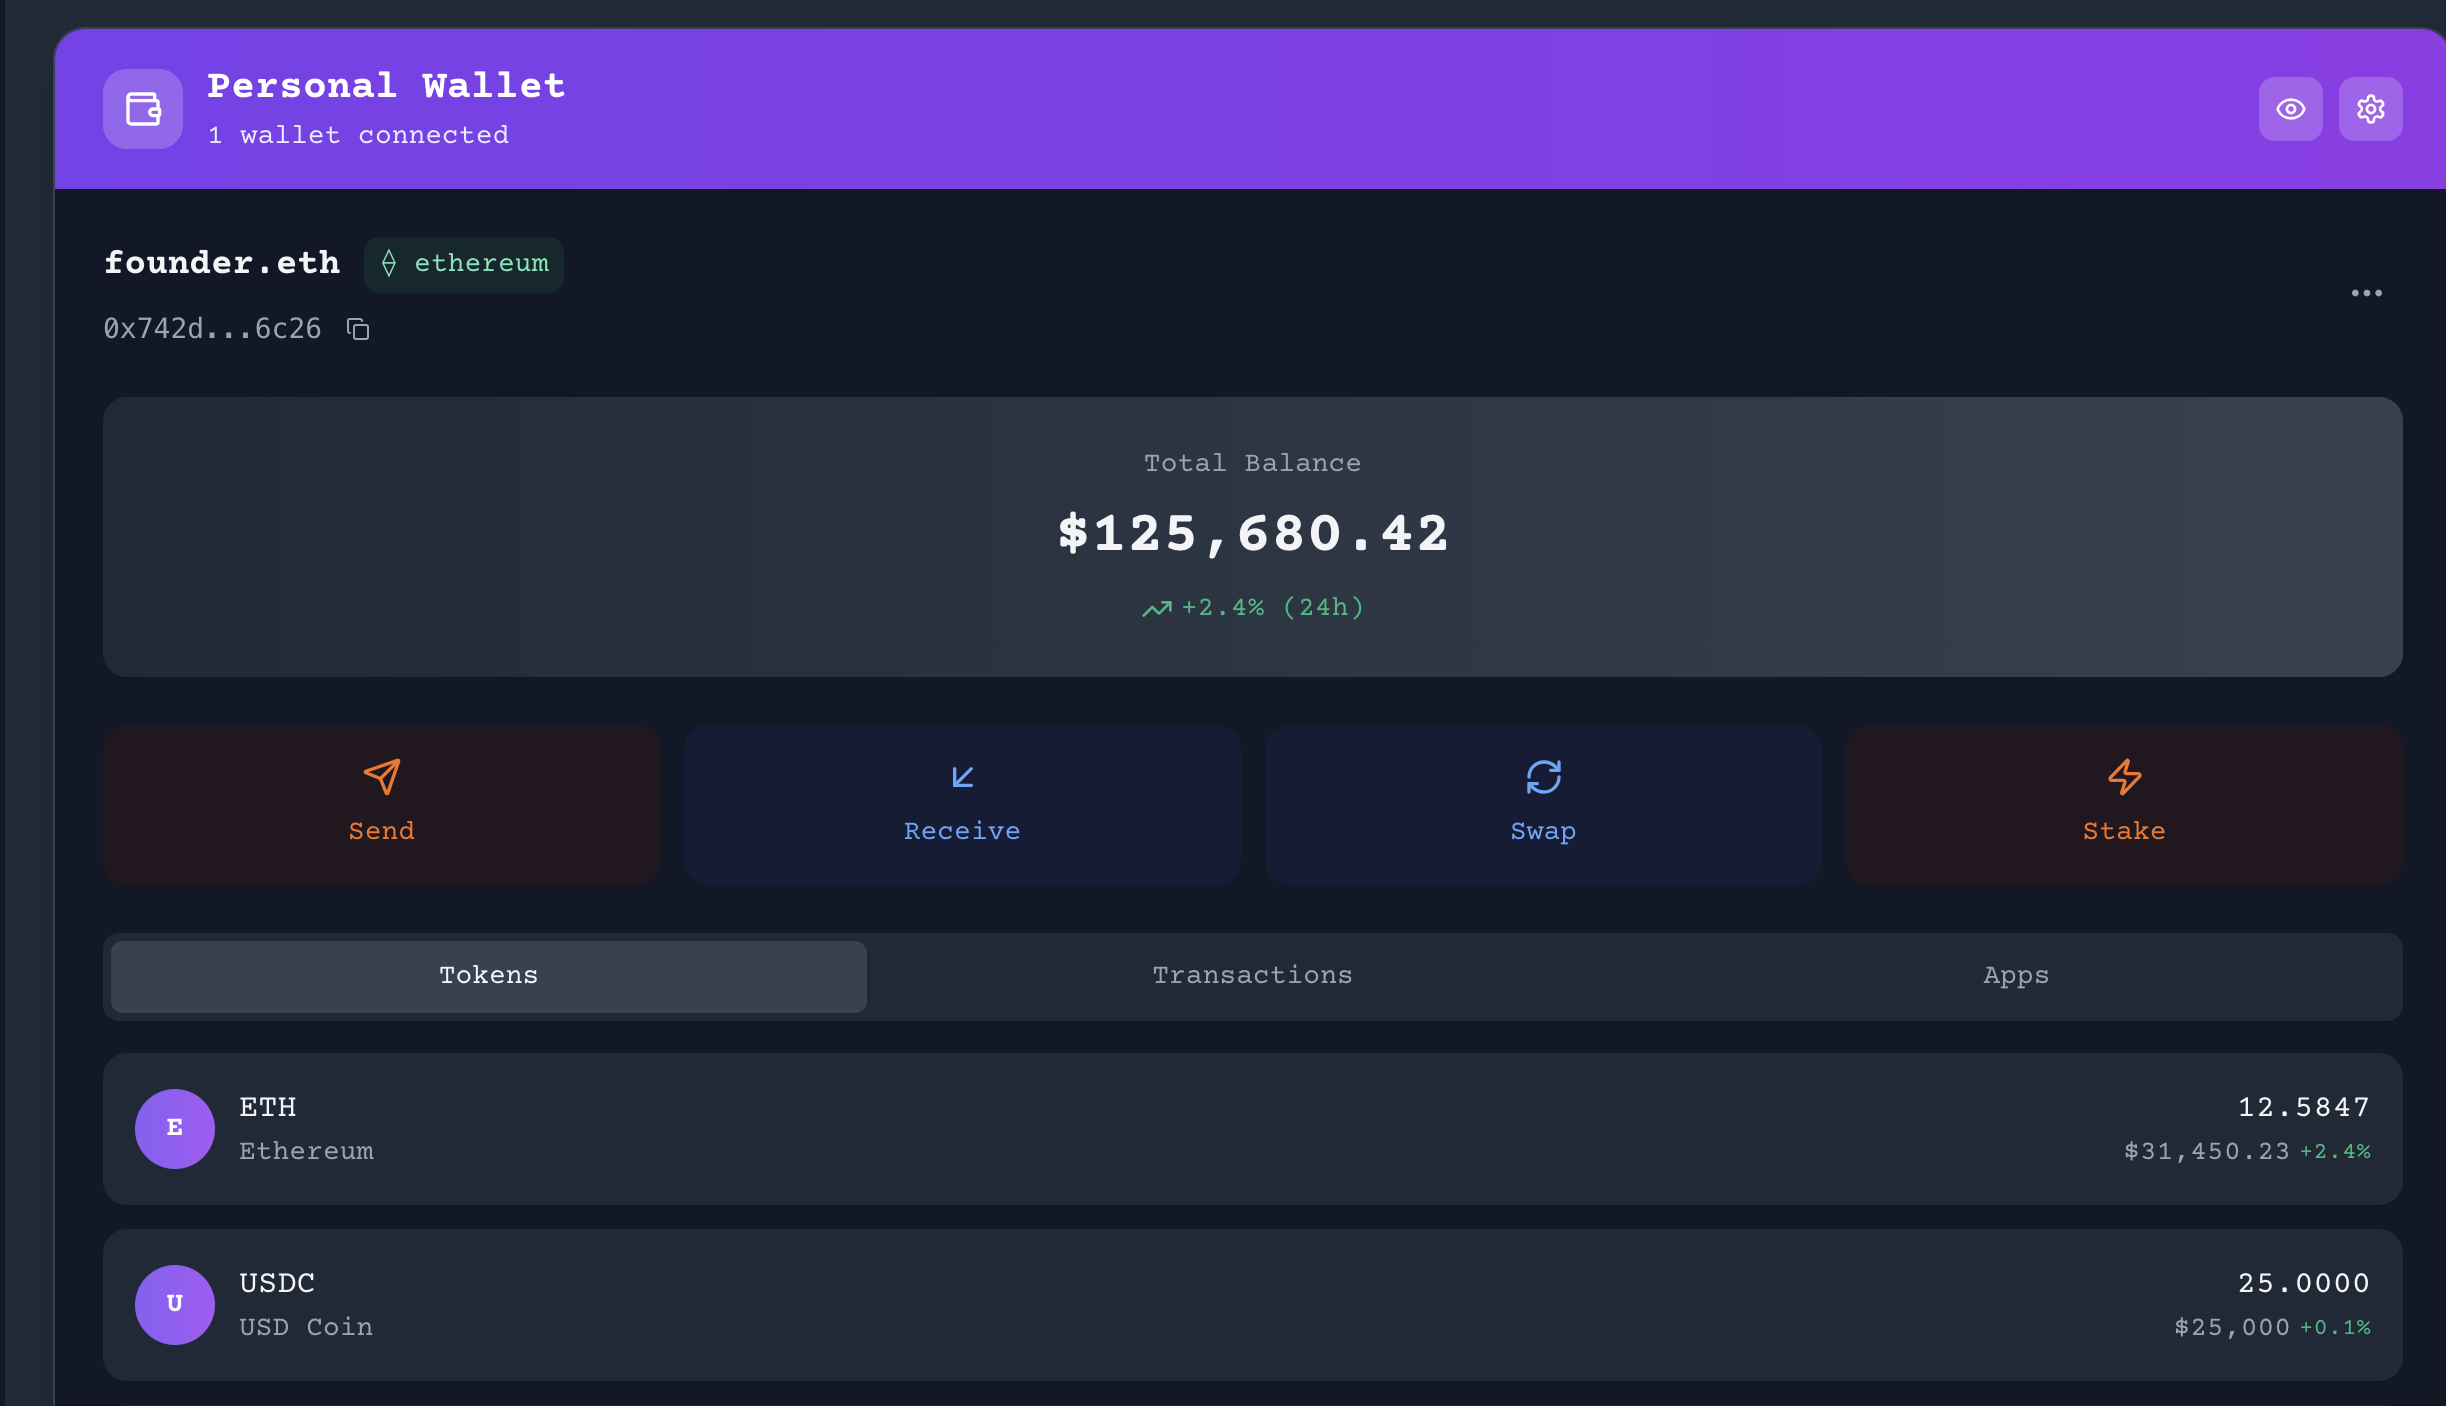 Personal Wallet
1 wallet connected
founder.eth ethereum
0x742d...6c26
Total Balance
$125,680.42
+2.4% (24h)
Send Receive Swap Stake
Tokens Transactions Apps
E ETH 12.5847
Ethereum $31,450.23 +2.4%
U USDC 25.0000
USD Coin $25,000 +0.1%